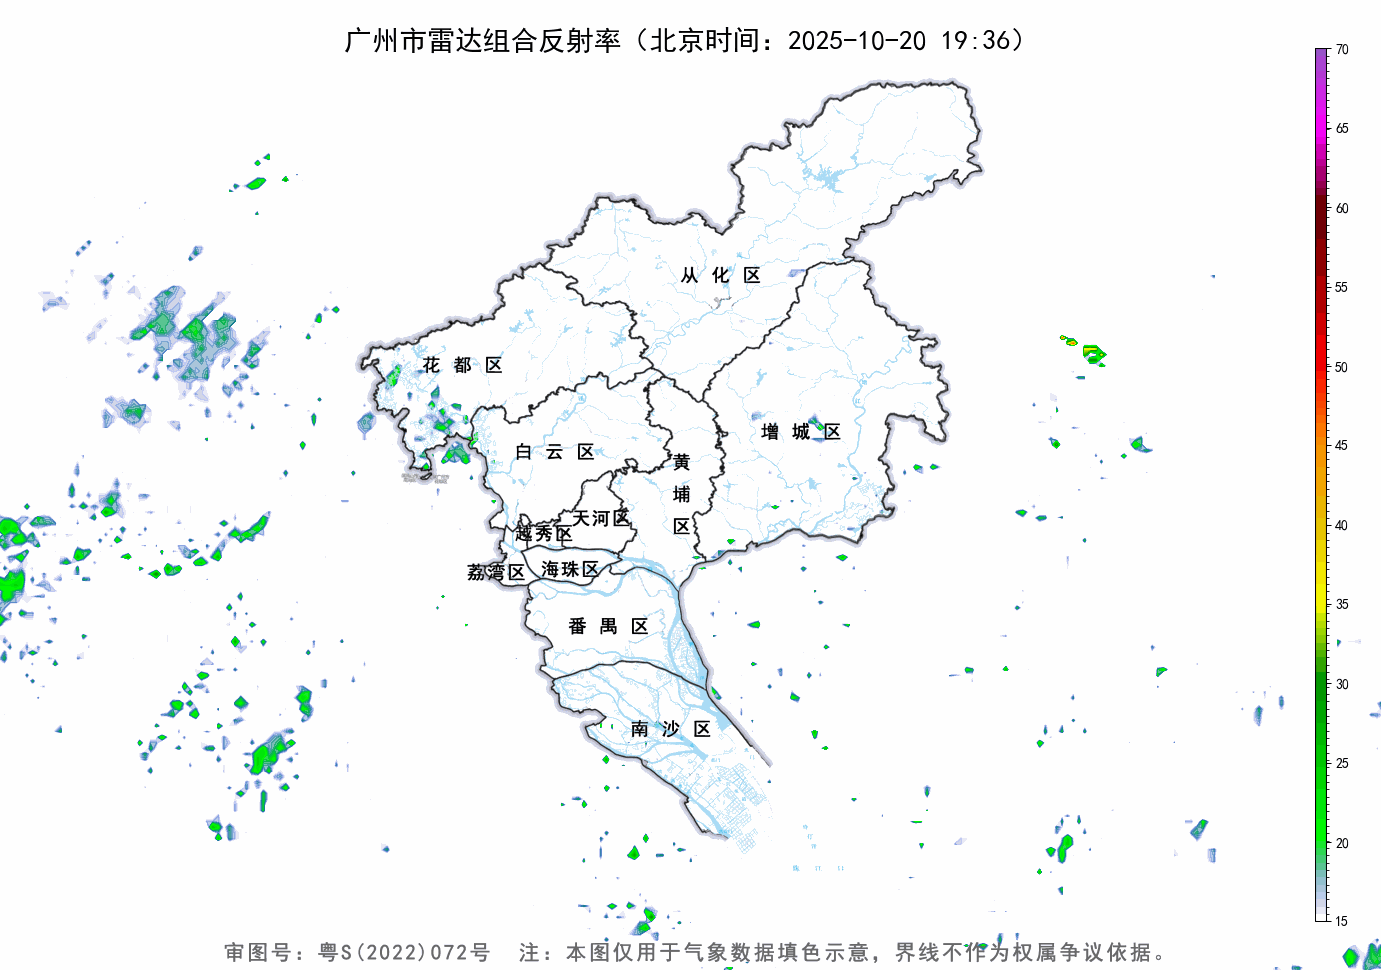 广州市雷达组合反射率（北京时间：2025-10-20 19:36）
70
65
60
55
50
45
40
35
30
25
20
15
从化区
花都区
增城区
白云区
黄埔区
天河区
越秀区
海珠区
荔湾区
番禺区
南沙区
审图号：粤S(2022)072号 注：本图仅用于气象数据填色示意，界线不作为权属争议依据。